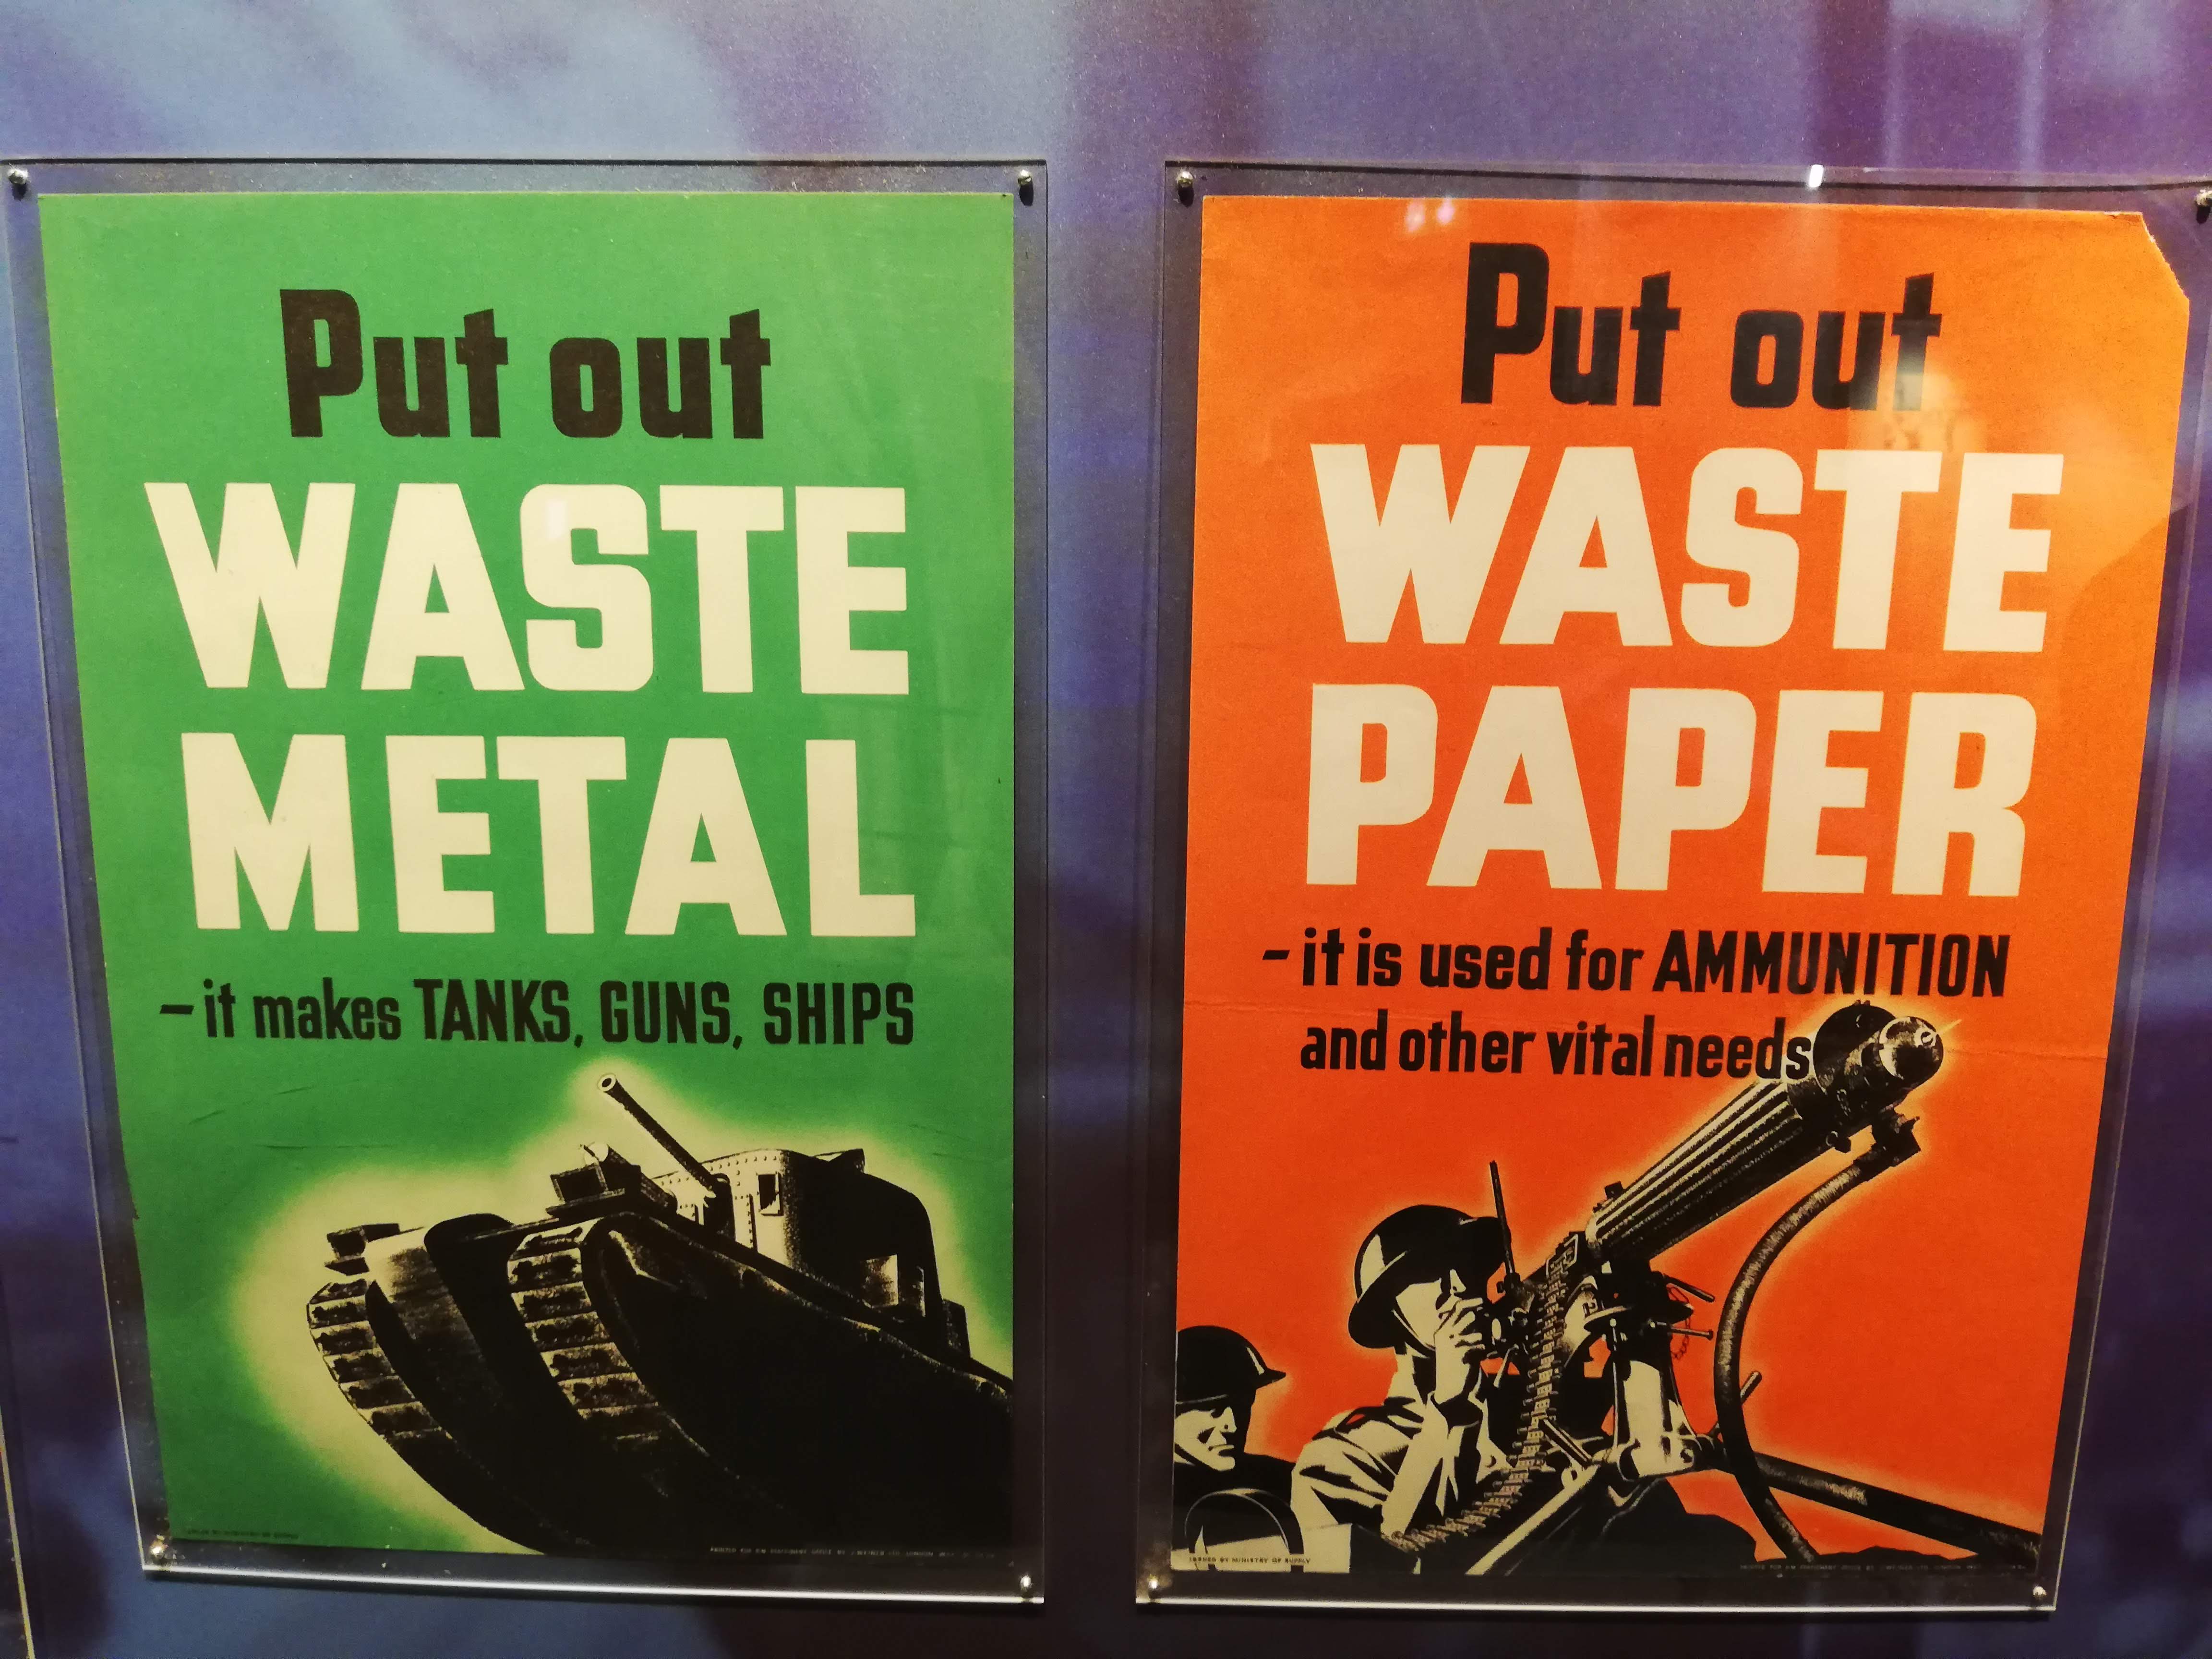 Put out
WASTE
METAL
- it makes TANKS, GUNS, SHIPS
Put out
WASTE
PAPER
- it is used for AMMUNITION
and other vital needs
ISSUED BY MINISTRY OF SUPPLY